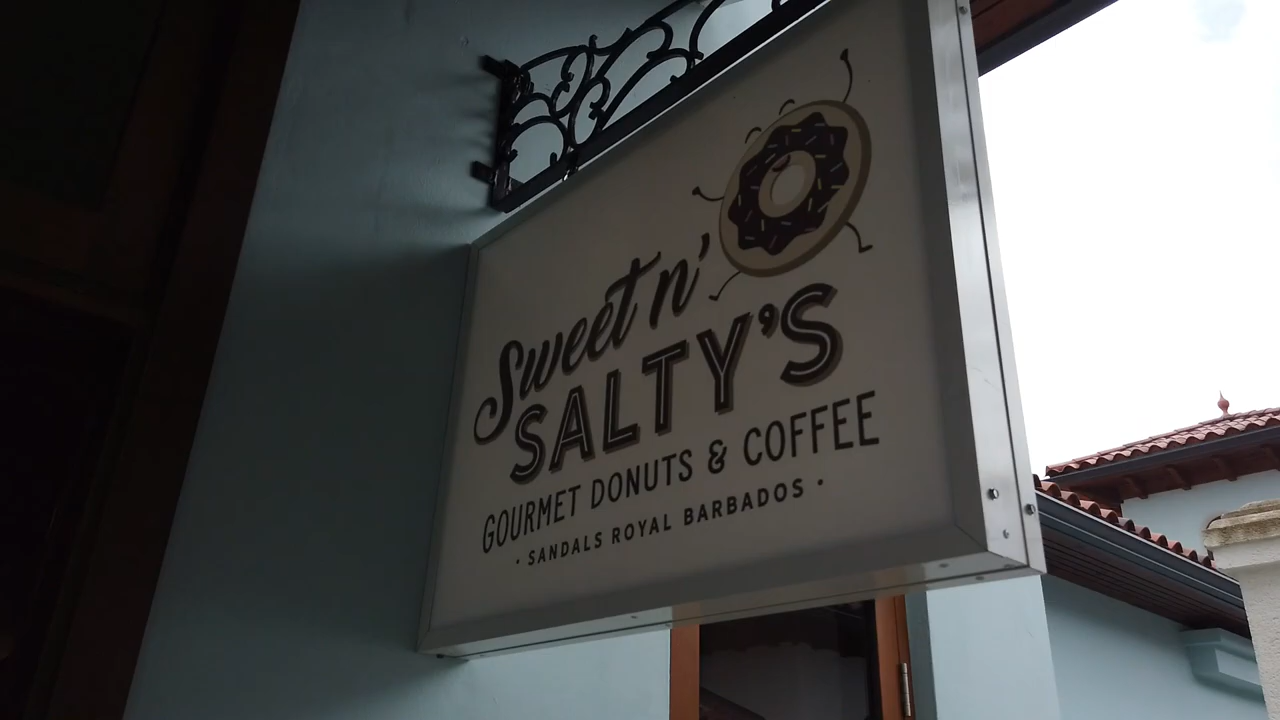 Sweet n'
SALTY'S
GOURMET DONUTS & COFFEE
· SANDALS ROYAL BARBADOS ·